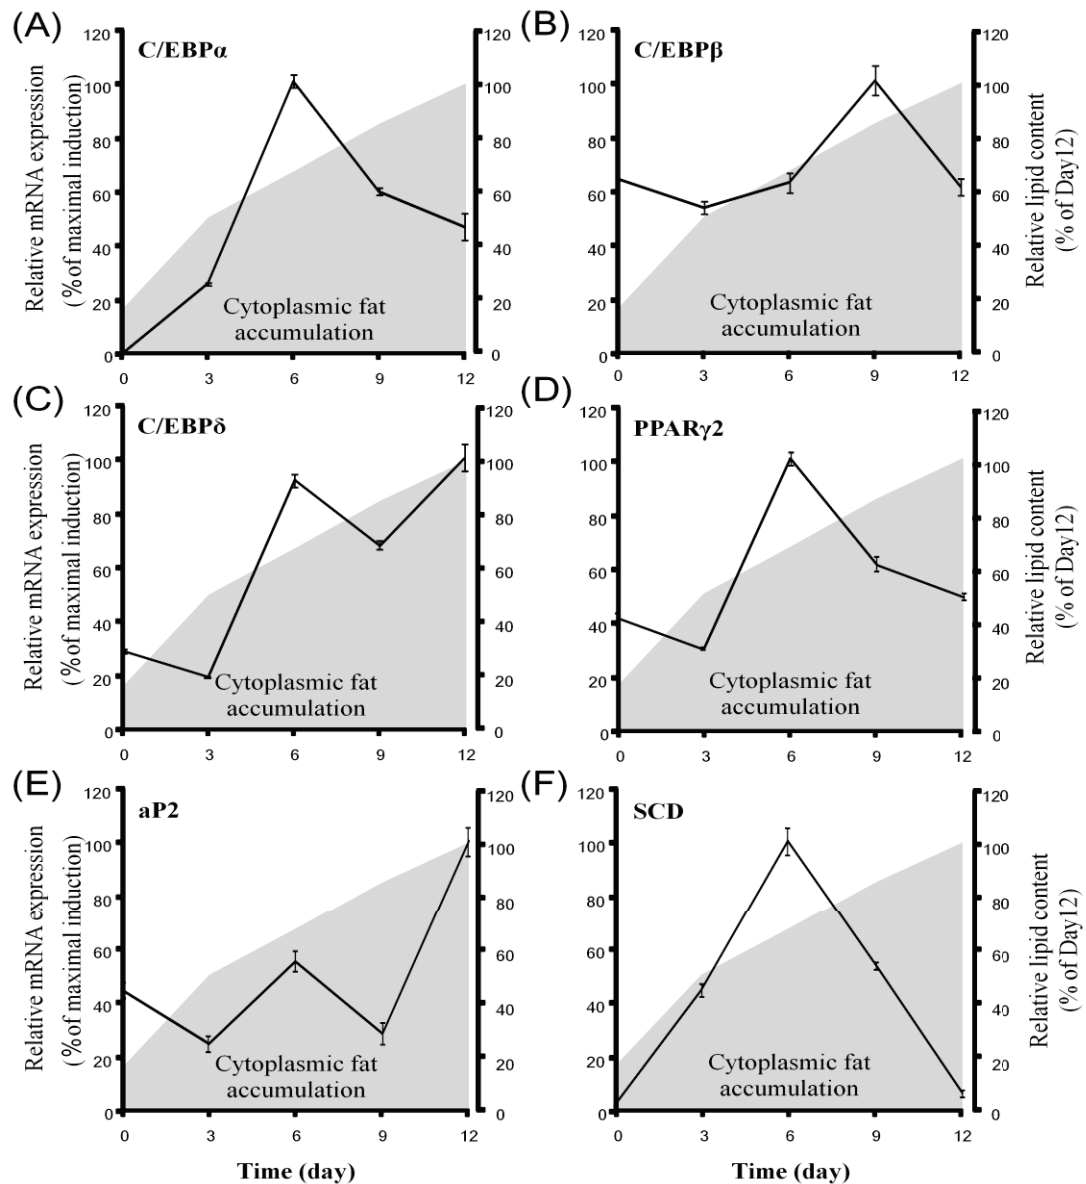 (A)
C/EBPα
Relative mRNA expression
(%of maximal induction)
120
100
80
60
40
20
0
120
100
80
60
40
20
0
Cytoplasmic fat
accumulation
0 3 6 9 12
(B)
C/EBPβ
120
100
80
60
40
20
0
120
100
80
60
40
20
0
Relative lipid content
(% of Day12)
Cytoplasmic fat
accumulation
0 3 6 9 12
(C)
C/EBPδ
Relative mRNA expression
(%of maximal induction)
120
100
80
60
40
20
0
120
100
80
60
40
20
0
Cytoplasmic fat
accumulation
0 3 6 9 12
(D)
PPARγ2
120
100
80
60
40
20
0
120
100
80
60
40
20
0
Relative lipid content
(% of Day12)
Cytoplasmic fat
accumulation
0 3 6 9 12
(E)
aP2
Relative mRNA expression
(%of maximal induction)
120
100
80
60
40
20
0
120
100
80
60
40
20
0
Cytoplasmic fat
accumulation
0 3 6 9 12
Time (day)
(F)
SCD
120
100
80
60
40
20
0
120
100
80
60
40
20
0
Relative lipid content
(% of Day12)
Cytoplasmic fat
accumulation
0 3 6 9 12
Time (day)